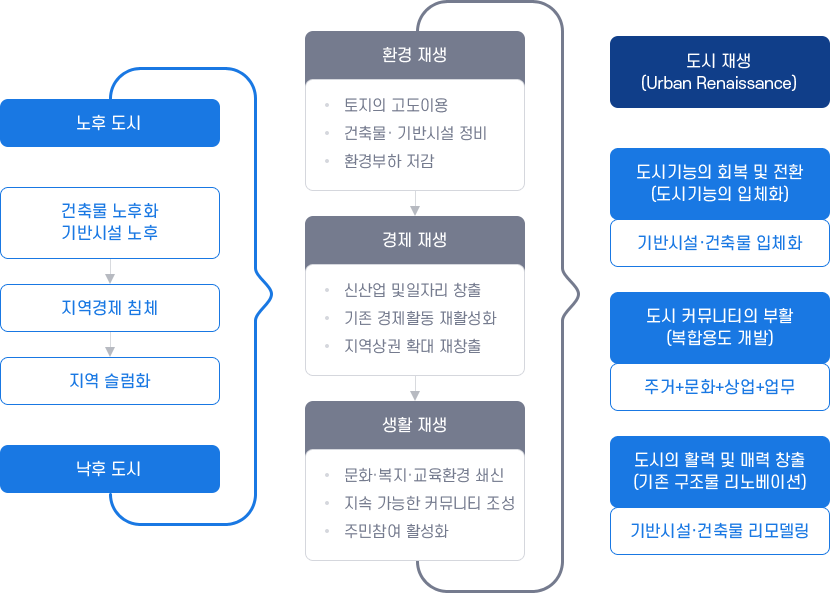 노후 도시
건축물 노후화
기반시설 노후
지역경제 침체
지역 슬럼화
낙후 도시
환경 재생
토지의 고도이용
건축물· 기반시설 정비
환경부하 저감
경제 재생
신산업 및일자리 창출
기존 경제활동 재활성화
지역상권 확대 재창출
생활 재생
문화·복지·교육환경 쇄신
지속 가능한 커뮤니티 조성
주민참여 활성화
도시 재생
(Urban Renaissance)
도시기능의 회복 및 전환
(도시기능의 입체화)
기반시설·건축물 입체화
도시 커뮤니티의 부활
(복합용도 개발)
주거+문화+상업+업무
도시의 활력 및 매력 창출
(기존 구조물 리노베이션)
기반시설·건축물 리모델링